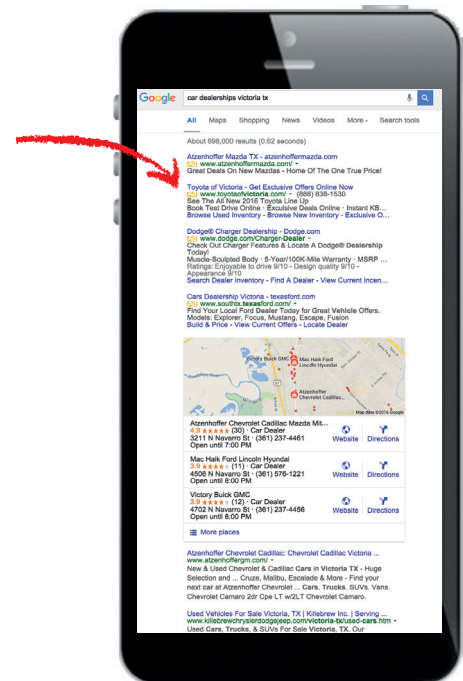 Google car dealerships victoria tx
All Maps Shopping News Videos More Search tools
About 898,000 results (0.62 seconds)
Atzenhoffer Mazda TX - atzenhoffermazda.com
Ad www.atzenhoffermazda.com/
Great Deals On New Mazdas - Home Of The One True Price!
Toyota of Victoria - Get Exclusive Offers Online Now
Ad www.toyotaofvictoria.com/ (888) 838-1530
See The All New 2016 Toyota Line Up
Book Test Drive Online · Exculsive Deals Online · Instant KB...
Browse Used Inventory - Browse New Inventory - Exclusive O...
Dodge® Charger Dealership - Dodge.com
Ad www.dodge.com/Charger-Dealer
Check Out Charger Features & Locate A Dodge® Dealership
Today!
Muscle-Sculpted Body · 5-Year/100K-Mile Warranty · MSRP ...
Ratings: Enjoyable to drive 9/10 - Design quality 9/10 -
Appearance 9/10
Search Dealer Inventory - Find A Dealer - View Current Incen...
Cars Dealership Victoria - texasford.com
Ad www.southtx.texasford.com/
Find Your Local Ford Dealer Today for Great Vehicle Offers.
Models: Explorer, Focus, Mustang, Escape, Fusion
Build & Price - View Current Offers - Locate Dealer
Victory Buick GMC
Mac Haik Ford
Lincoln Hyundai
Atzenhoffer
Chevrolet Cadillac...
Map data ©2016 Google
Atzenhoffer Chevrolet Cadillac Mazda Mit...
4.9 ★★★★★ (30) · Car Dealer
3211 N Navarro St · (361) 237-4461 Website Directions
Open until 7:00 PM
Mac Haik Ford Lincoln Hyundai
3.9 ★★★★★ (11) · Car Dealer
4506 N Navarro St · (361) 576-1221 Website Directions
Open until 8:00 PM
Victory Buick GMC
3.9 ★★★★★ (12) · Car Dealer
4702 N Navarro St · (361) 237-4456 Website Directions
Open until 8:00 PM
More places
Atzenhoffer Chevrolet Cadillac: Chevrolet Cadillac Victoria ...
www.atzenhoffergm.com/
New & Used Chevrolet & Cadillac Cars in Victoria TX - Huge
Selection and ... Cruze, Malibu, Escalade & More - Find your
next car at Atzenhoffer Chevrolet ... Cars. Trucks. SUVs. Vans.
Chevrolet Camaro 2dr Cpe LT w/2LT Chevrolet Camaro.
Used Vehicles For Sale Victoria, TX | Killebrew Inc. | Serving ...
www.killebrewchryslerdodgejeep.com/victoria-tx/used-cars.htm
Used Cars, Trucks, & SUVs For Sale Victoria, TX. Our